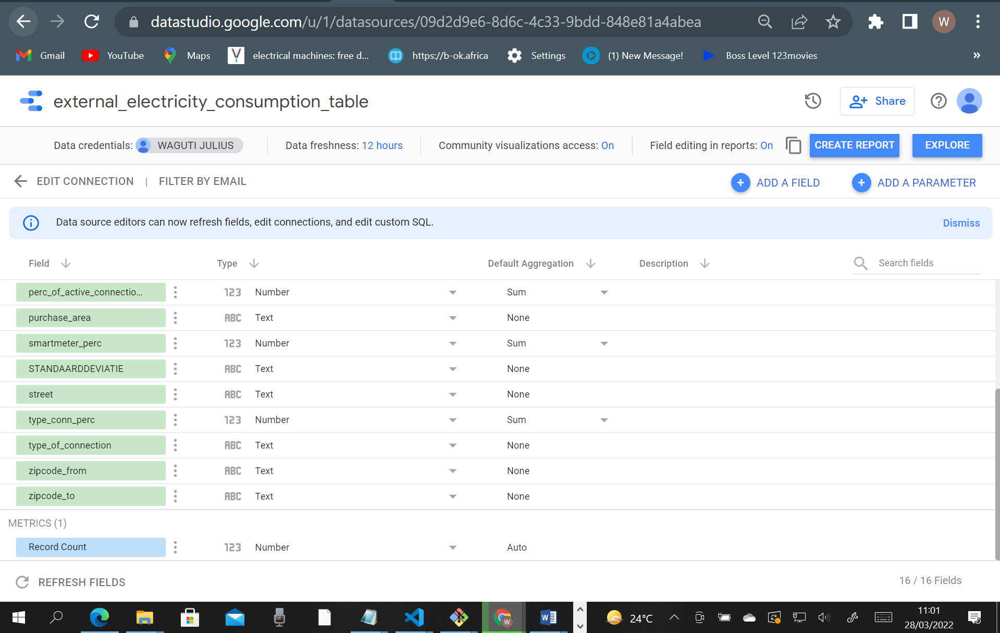 datastudio.google.com/u/1/datasources/09d2d9e6-8d6c-4c33-9bdd-848e81a4abea
W
Gmail YouTube Maps electrical machines: free d... https://b-ok.africa Settings (1) New Message! Boss Level 123movies »
external_electricity_consumption_table
Share
Data credentials: WAGUTI JULIUS Data freshness: 12 hours Community visualizations access: On Field editing in reports: On CREATE REPORT EXPLORE
EDIT CONNECTION | FILTER BY EMAIL + ADD A FIELD + ADD A PARAMETER
Data source editors can now refresh fields, edit connections, and edit custom SQL. Dismiss
Field Type Default Aggregation Description Search fields
perc_of_active_connectio... 123 Number Sum
purchase_area ABC Text None
smartmeter_perc 123 Number Sum
STANDAARDDEVIATIE ABC Text None
street ABC Text None
type_conn_perc 123 Number Sum
type_of_connection ABC Text None
zipcode_from ABC Text None
zipcode_to ABC Text None
METRICS (1)
Record Count 123 Number Auto
REFRESH FIELDS 16 / 16 Fields
24°C 11:01
28/03/2022